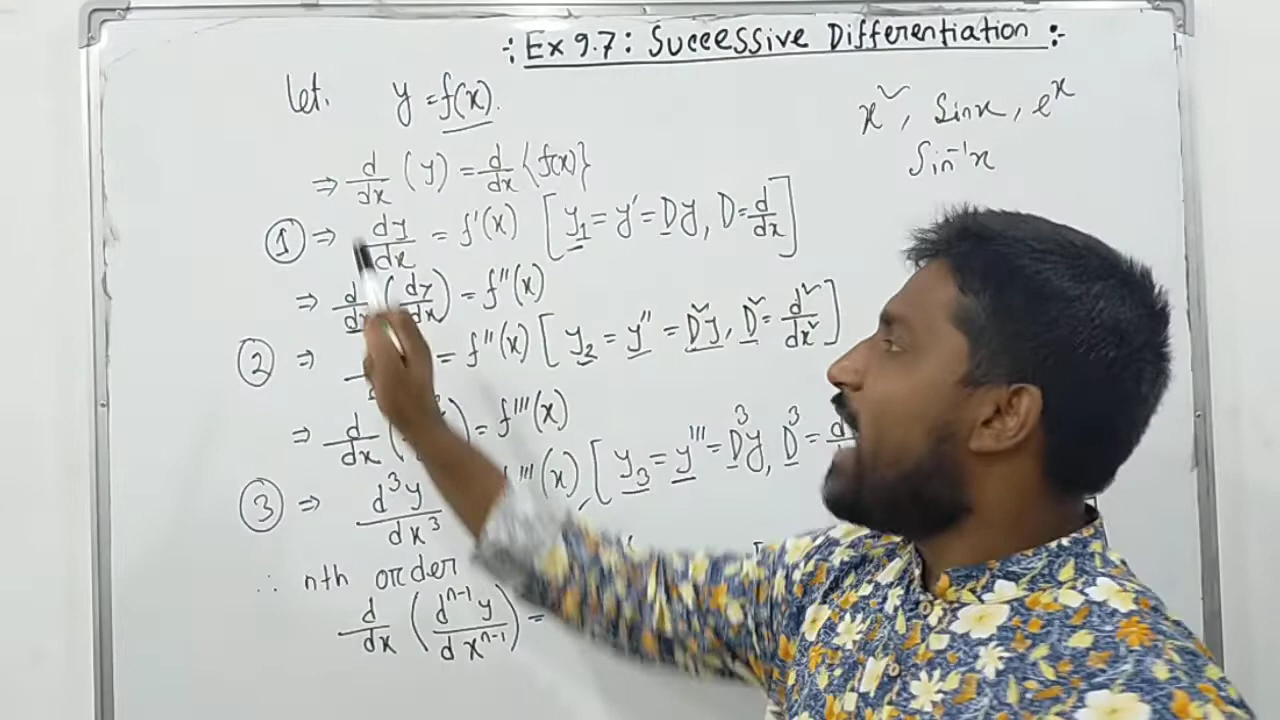 :Ex 9.7: Successive Differentiation :-
let. y = f(x).
x², Sinx, eˣ
Sin⁻¹x
⇒ d/dx (y) = d/dx {f(x)}
① ⇒ dy/dx = f'(x) [y₁ = y' = Dy, D = d/dx]
⇒ d/dx (dy/dx) = f''(x)
② ⇒ = f''(x) [y₂ = y'' = D²y, D² = d²/dx²]
⇒ d/dx ( ) = f'''(x)
③ ⇒ d³y/dx³ '''(x), [y₃ = y''' = D³y, D³ = d
∴ nth order
d/dx (dⁿ⁻¹y/dxⁿ⁻¹) =